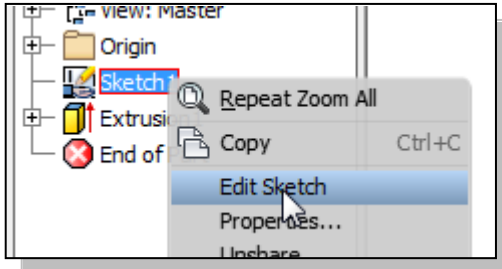 View: Master
Origin
Sketch1
Repeat Zoom All
Extrusion
Copy Ctrl+C
End of
Edit Sketch
Properties...
Unshare